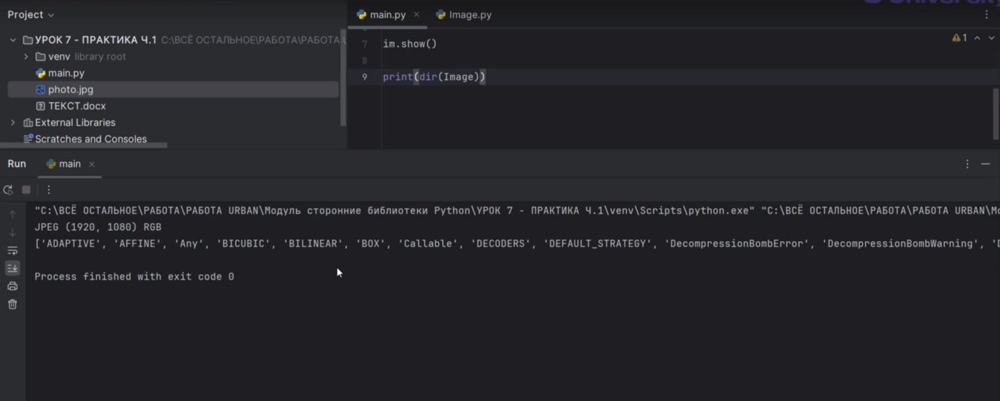 Project
УРОК 7 - ПРАКТИКА Ч.1 C:\ВСЁ ОСТАЛЬНОЕ\РАБОТА\РАБОТА
venv library root
main.py
photo.jpg
ТЕКСТ.docx
External Libraries
Scratches and Consoles
main.py
Image.py
1
7 im.show()
8
9 print(dir(Image))
Run main
"C:\ВСЁ ОСТАЛЬНОЕ\РАБОТА\РАБОТА URBAN\Модуль сторонние библиотеки Python\УРОК 7 - ПРАКТИКА Ч.1\venv\Scripts\python.exe" "C:\ВСЁ ОСТАЛЬНОЕ\РАБОТА\РАБОТА URBAN\
JPEG (1920, 1080) RGB
['ADAPTIVE', 'AFFINE', 'Any', 'BICUBIC', 'BILINEAR', 'BOX', 'Callable', 'DECODERS', 'DEFAULT_STRATEGY', 'DecompressionBombError', 'DecompressionBombWarning',
Process finished with exit code 0